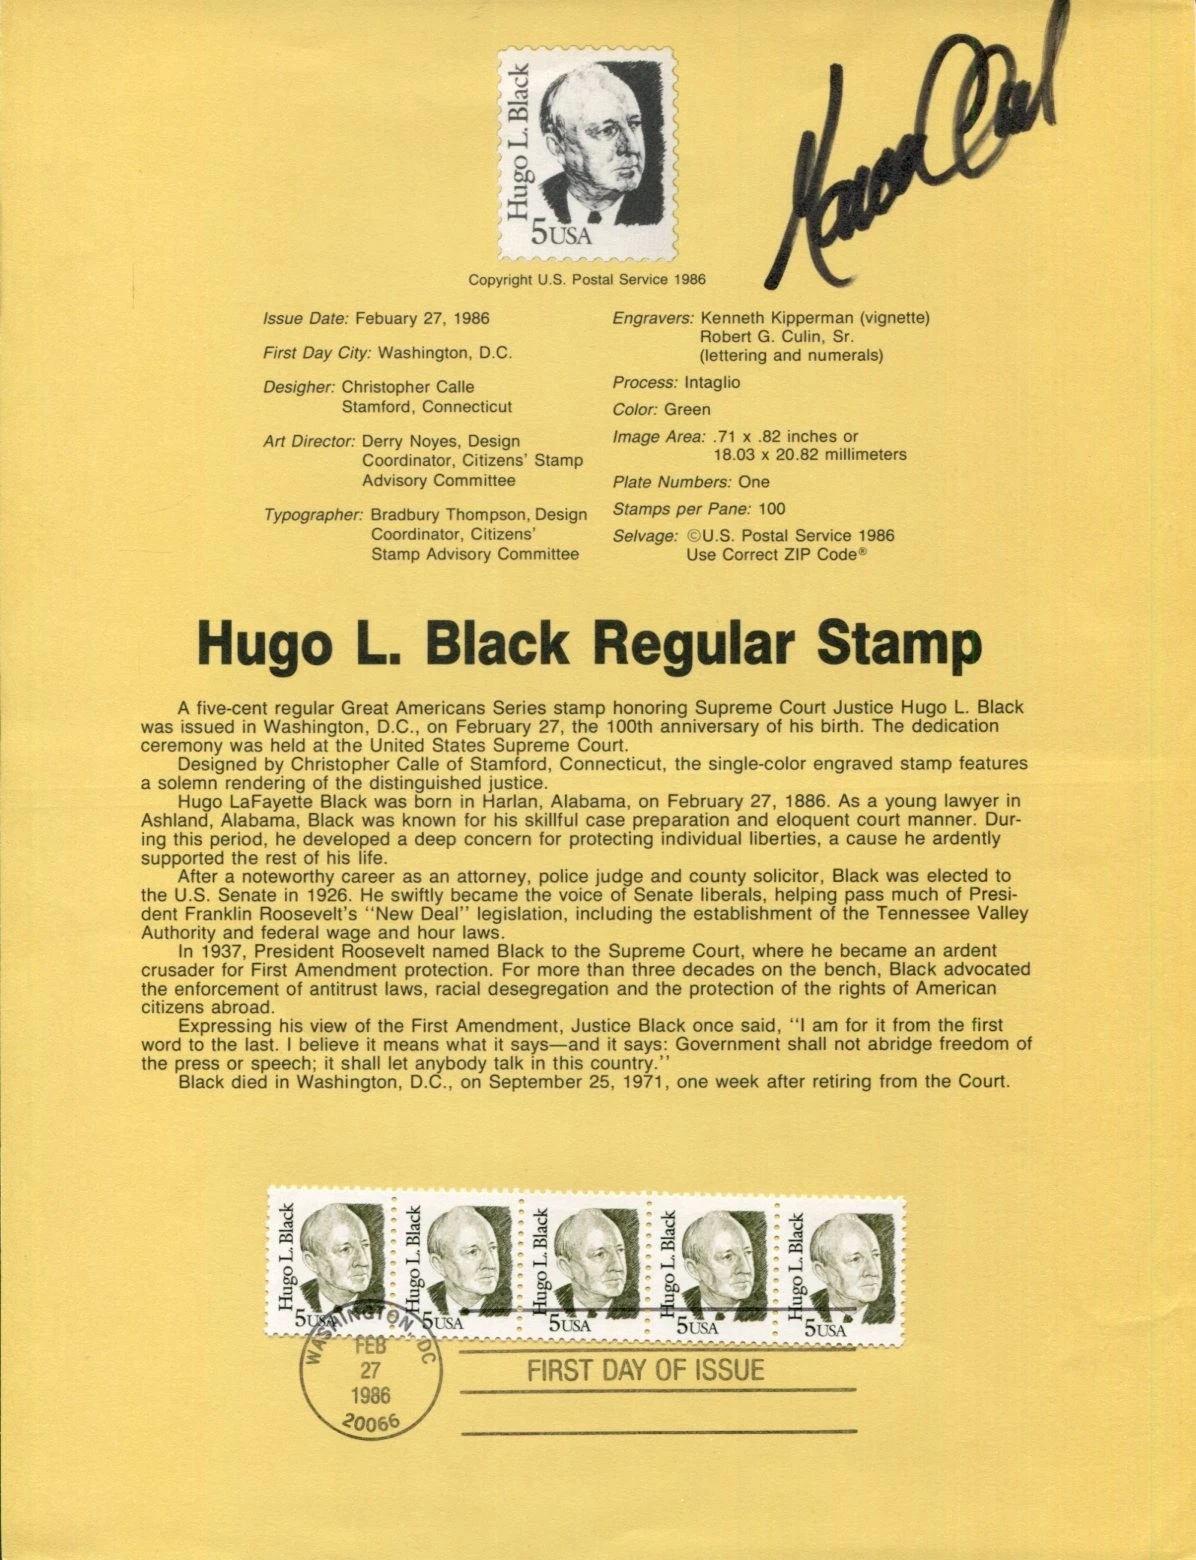 Hugo L. Black
5USA
Copyright U.S. Postal Service 1986
Issue Date: Febuary 27, 1986
First Day City: Washington, D.C.
Desigher: Christopher Calle
Stamford, Connecticut
Art Director: Derry Noyes, Design
Coordinator, Citizens' Stamp
Advisory Committee
Typographer: Bradbury Thompson, Design
Coordinator, Citizens'
Stamp Advisory Committee
Engravers: Kenneth Kipperman (vignette)
Robert G. Culin, Sr.
(lettering and numerals)
Process: Intaglio
Color: Green
Image Area: .71 x .82 inches or
18.03 x 20.82 millimeters
Plate Numbers: One
Stamps per Pane: 100
Selvage: ©U.S. Postal Service 1986
Use Correct ZIP Code®
Hugo L. Black Regular Stamp
A five-cent regular Great Americans Series stamp honoring Supreme Court Justice Hugo L. Black
was issued in Washington, D.C., on February 27, the 100th anniversary of his birth. The dedication
ceremony was held at the United States Supreme Court.
Designed by Christopher Calle of Stamford, Connecticut, the single-color engraved stamp features
a solemn rendering of the distinguished justice.
Hugo LaFayette Black was born in Harlan, Alabama, on February 27, 1886. As a young lawyer in
Ashland, Alabama, Black was known for his skillful case preparation and eloquent court manner. Dur-
ing this period, he developed a deep concern for protecting individual liberties, a cause he ardently
supported the rest of his life.
After a noteworthy career as an attorney, police judge and county solicitor, Black was elected to
the U.S. Senate in 1926. He swiftly became the voice of Senate liberals, helping pass much of Presi-
dent Franklin Roosevelt's "New Deal" legislation, including the establishment of the Tennessee Valley
Authority and federal wage and hour laws.
In 1937, President Roosevelt named Black to the Supreme Court, where he became an ardent
crusader for First Amendment protection. For more than three decades on the bench, Black advocated
the enforcement of antitrust laws, racial desegregation and the protection of the rights of American
citizens abroad.
Expressing his view of the First Amendment, Justice Black once said, "I am for it from the first
word to the last. I believe it means what it says—and it says: Government shall not abridge freedom of
the press or speech; it shall let anybody talk in this country."
Black died in Washington, D.C., on September 25, 1971, one week after retiring from the Court.
Hugo L. Black
5USA
Hugo L. Black
5USA
Hugo L. Black
5USA
Hugo L. Black
5USA
Hugo L. Black
5USA
WASHINGTON, DC
FEB
27
1986
20066
FIRST DAY OF ISSUE